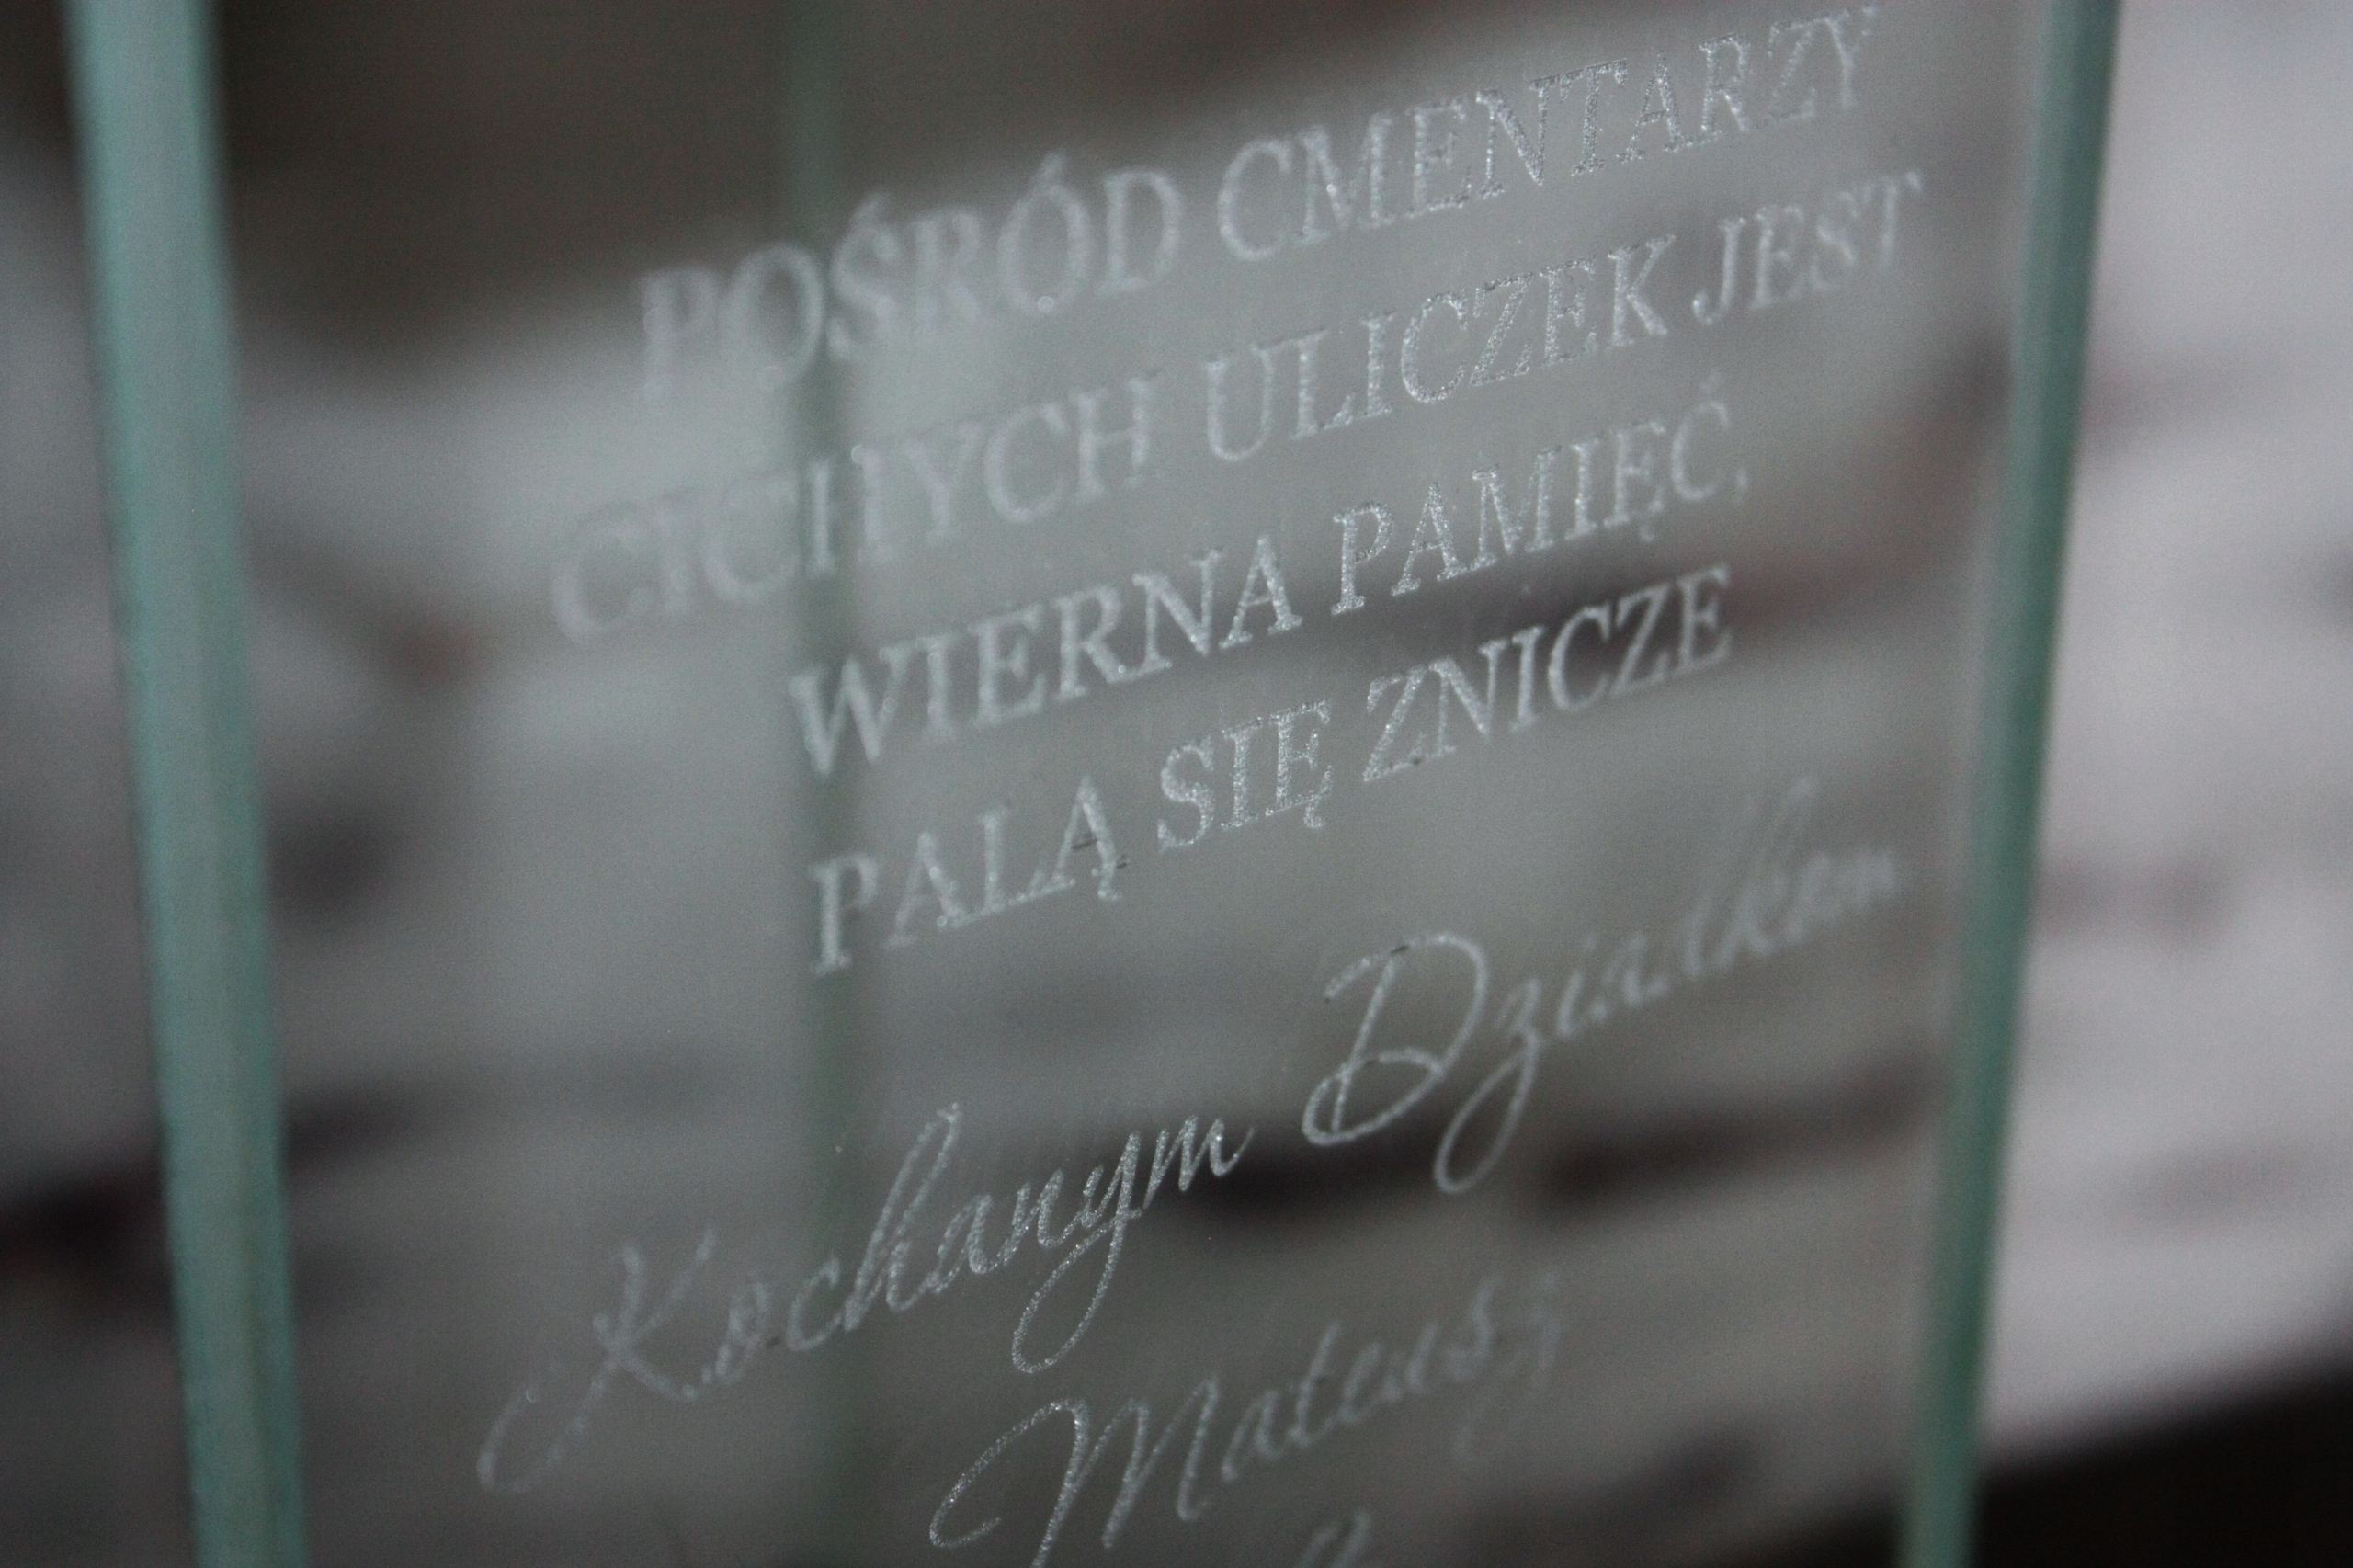 POŚRÓD CMENTARZY
CICHYCH ULICZEK JEST
WIERNA PAMIĘĆ,
PALĄ SIĘ ZNICZE
Kochanym Dziadkom
Mateusz